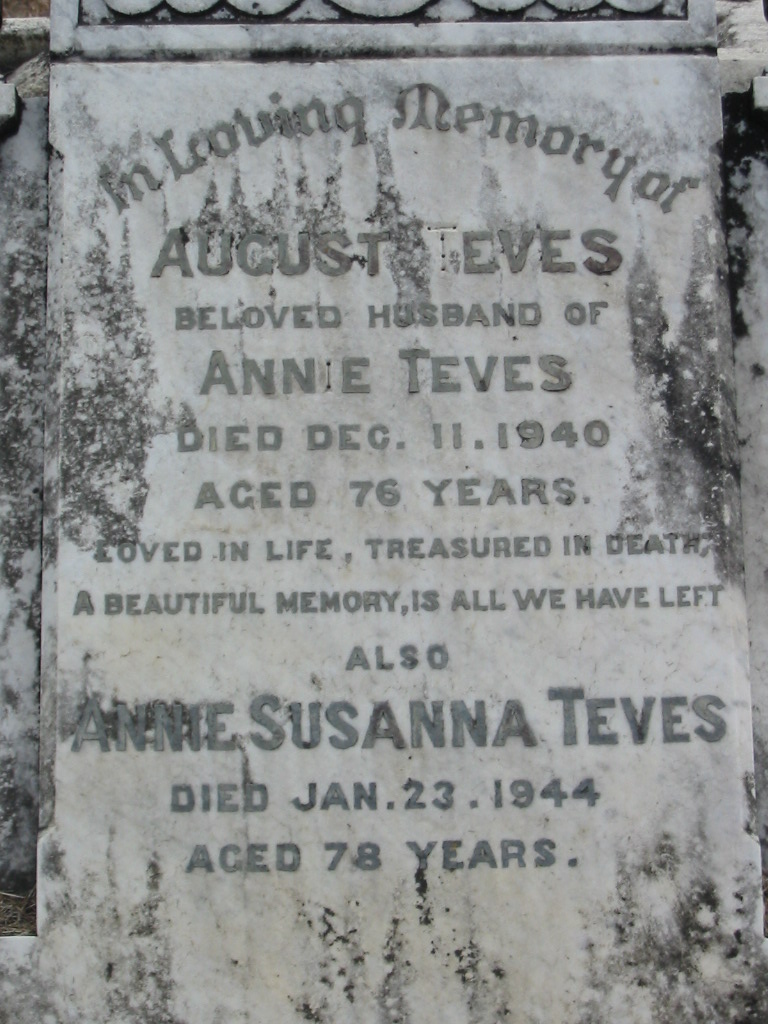 In Loving Memory of
AUGUST TEVES
BELOVED HUSBAND OF
ANNIE TEVES
DIED DEC. 11. 1940
AGED 76 YEARS.
LOVED IN LIFE, TREASURED IN DEATH,
A BEAUTIFUL MEMORY, IS ALL WE HAVE LEFT
ALSO
ANNIE SUSANNA TEVES
DIED JAN. 23. 1944
AGED 78 YEARS.